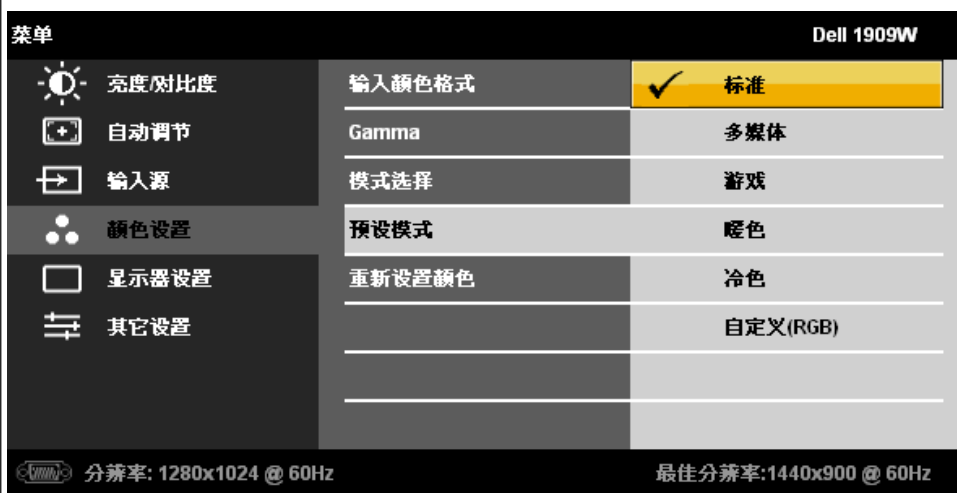 菜单 Dell 1909W
亮度/对比度 输入颜色格式 标准
自动调节 Gamma 多媒体
输入源 模式选择 游戏
颜色设置 预设模式 暖色
显示器设置 重新设置颜色 冷色
其它设置 自定义(RGB)
分辨率: 1280x1024 @ 60Hz 最佳分辨率:1440x900 @ 60Hz